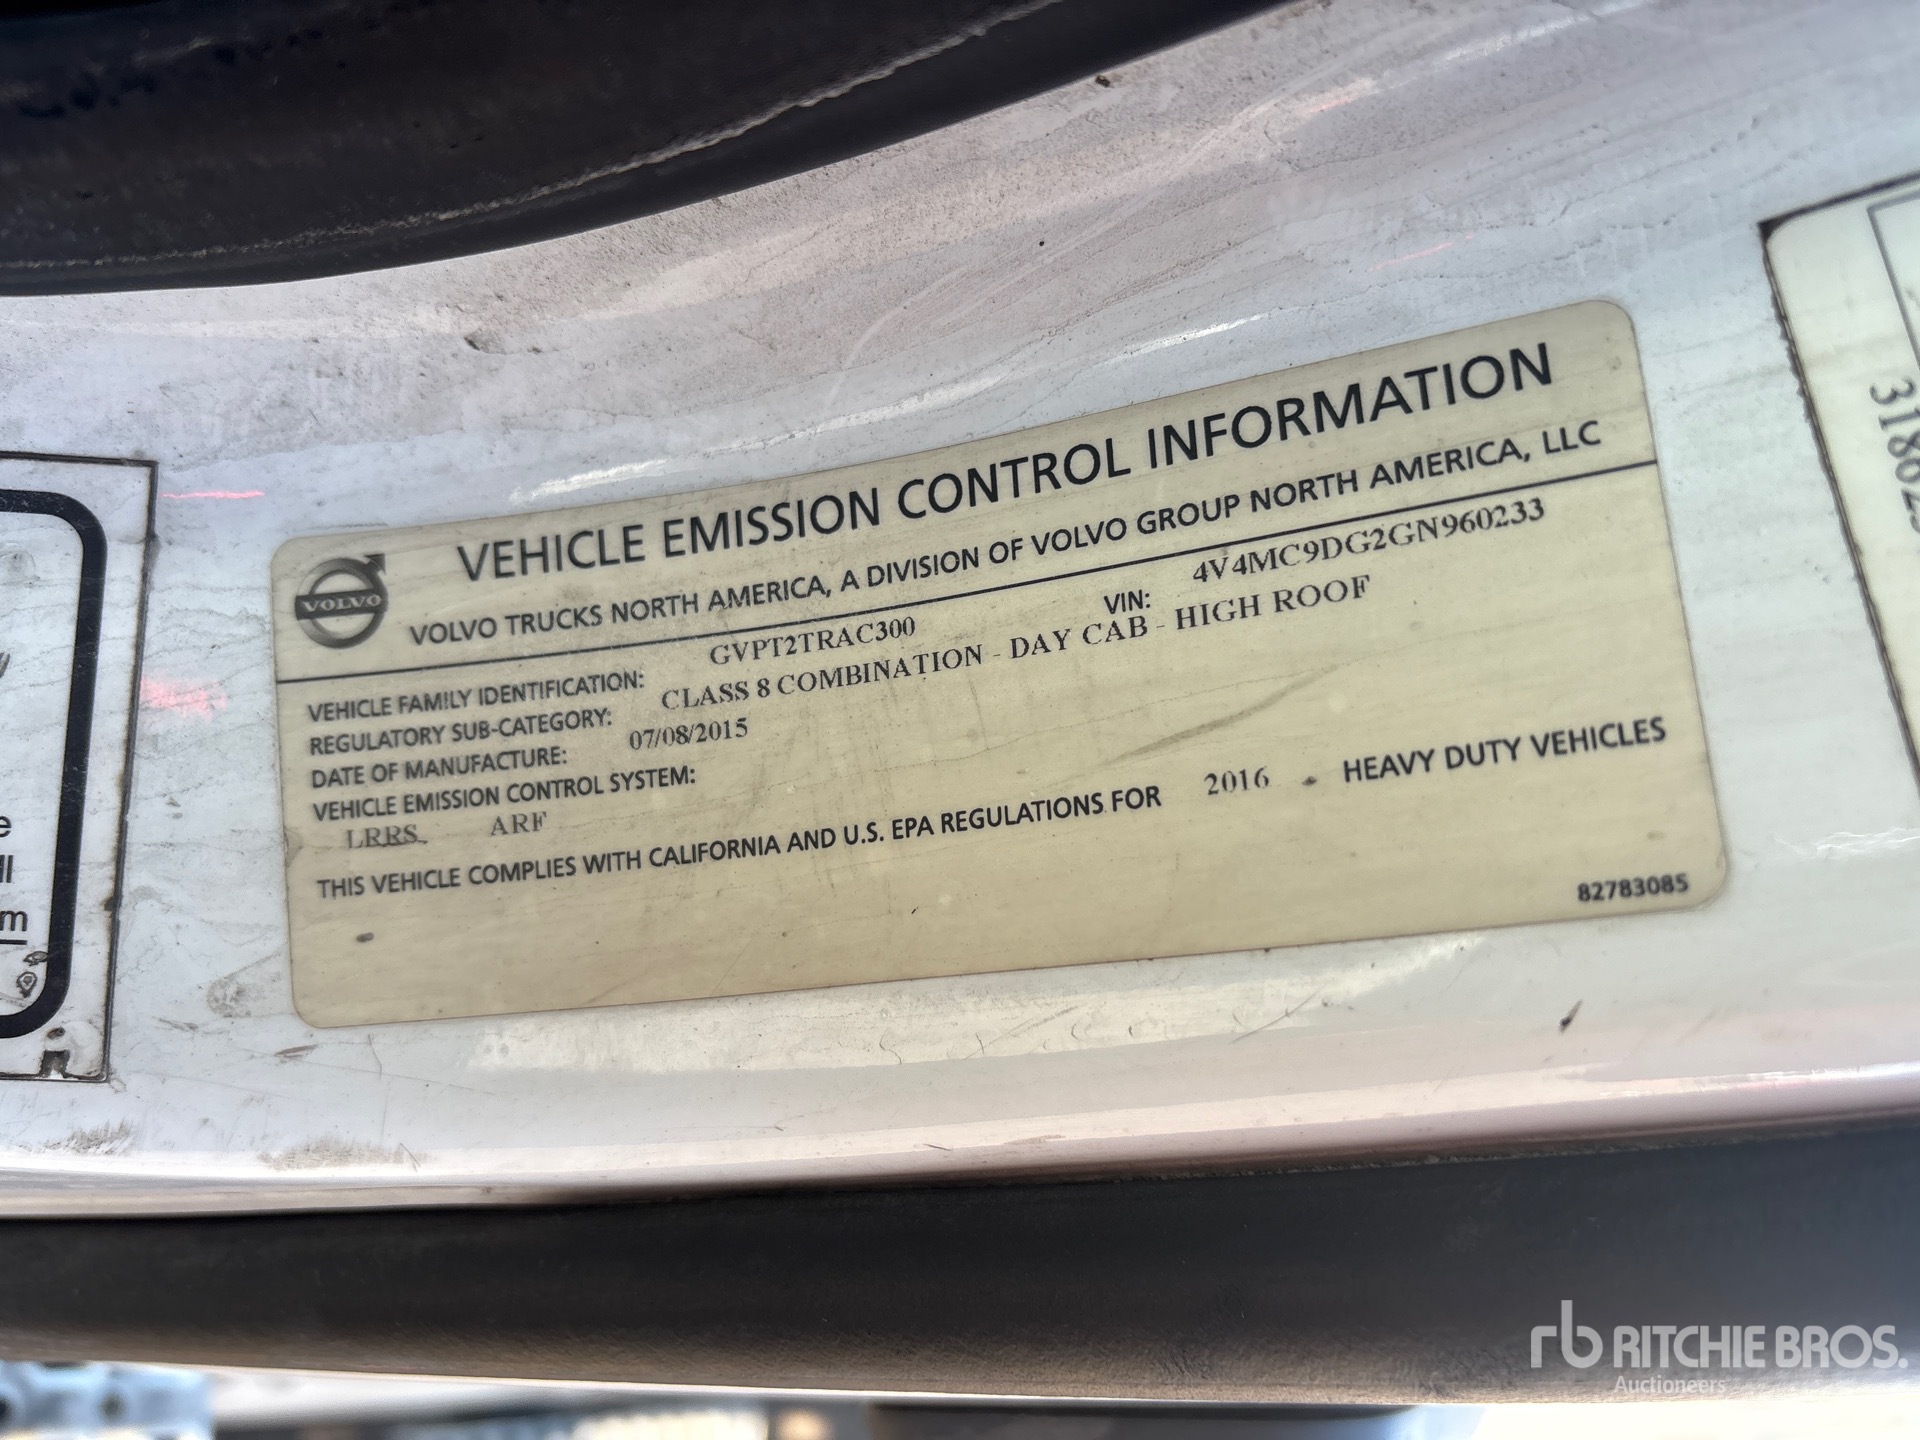 VEHICLE EMISSION CONTROL INFORMATION
VOLVO
VOLVO TRUCKS NORTH AMERICA, A DIVISION OF VOLVO GROUP NORTH AMERICA, LLC
VEHICLE FAMILY IDENTIFICATION: GVPT2TRAC300 VIN: 4V4MC9DG2GN960233
REGULATORY SUB-CATEGORY: CLASS 8 COMBINATION - DAY CAB - HIGH ROOF
DATE OF MANUFACTURE: 07/08/2015
VEHICLE EMISSION CONTROL SYSTEM:
LRRS ARF
THIS VEHICLE COMPLIES WITH CALIFORNIA AND U.S. EPA REGULATIONS FOR 2016 . HEAVY DUTY VEHICLES
82783085
rb RITCHIE BROS.
Auctioneers